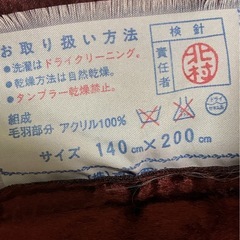 お取り扱い方法
・洗濯はドライクリーニング。
・乾燥方法は自然乾燥。
・タンブラー乾燥禁止。
組成
毛羽部分 アクリル100%
サイズ 140cm×200cm
検針
責任者
北村
ドライ